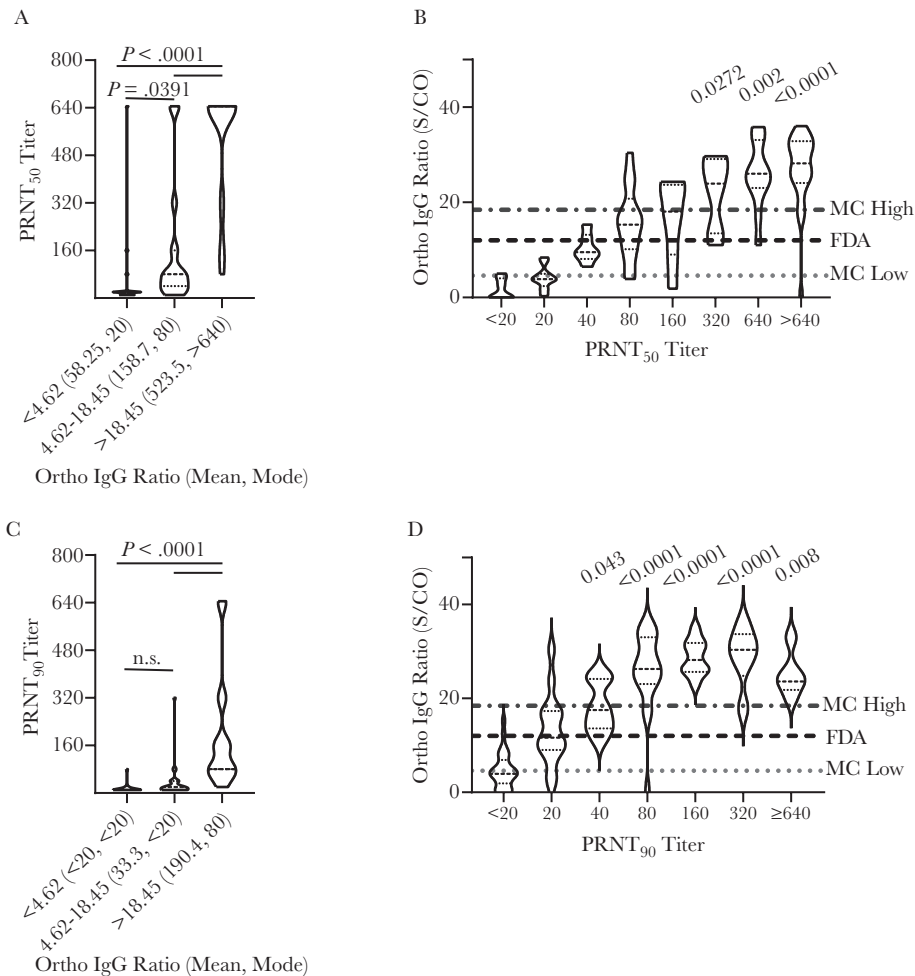 A
P < .0001
P = .0391
800
640
480
320
160
PRNT50 Titer
<4.62 (58.25, 20)
4.62-18.45 (158.7, 80)
>18.45 (523.5, >640)
Ortho IgG Ratio (Mean, Mode)
B
0.0272
0.002
<0.0001
40
20
0
Ortho IgG Ratio (S/CO)
MC High
FDA
MC Low
<20 20 40 80 160 320 640 >640
PRNT50 Titer
C
P < .0001
n.s.
800
640
480
320
160
PRNT90 Titer
<4.62 (<20, <20)
4.62-18.45 (33.3, <20)
>18.45 (190.4, 80)
Ortho IgG Ratio (Mean, Mode)
D
0.043
<0.0001
<0.0001
<0.0001
0.008
40
20
0
Ortho IgG Ratio (S/CO)
MC High
FDA
MC Low
<20 20 40 80 160 320 ≥640
PRNT90 Titer